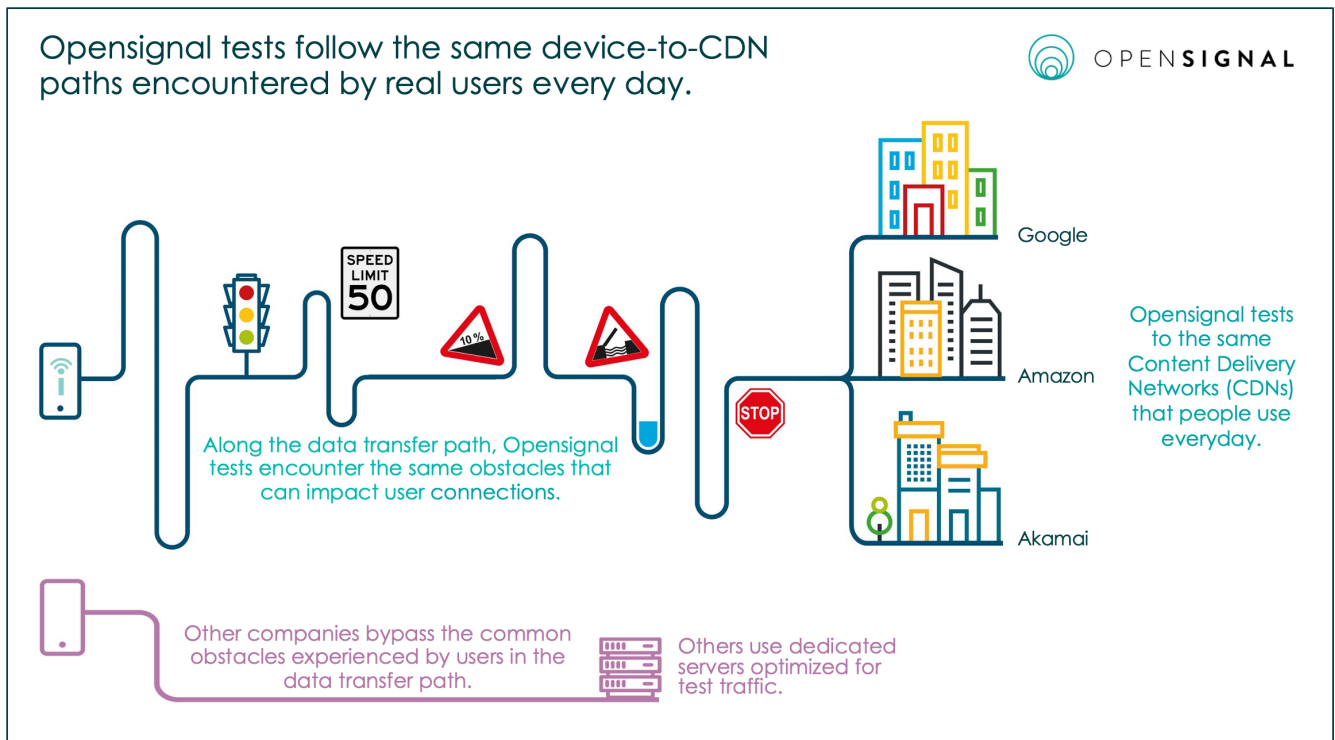 Opensignal tests follow the same device-to-CDN
paths encountered by real users every day.
OPENSIGNAL
SPEED
LIMIT
50
10%
STOP
Google
Amazon
Akamai
Opensignal tests
to the same
Content Delivery
Networks (CDNs)
that people use
everyday.
Along the data transfer path, Opensignal
tests encounter the same obstacles that
can impact user connections.
Other companies bypass the common
obstacles experienced by users in the
data transfer path.
Others use dedicated
servers optimized for
test traffic.